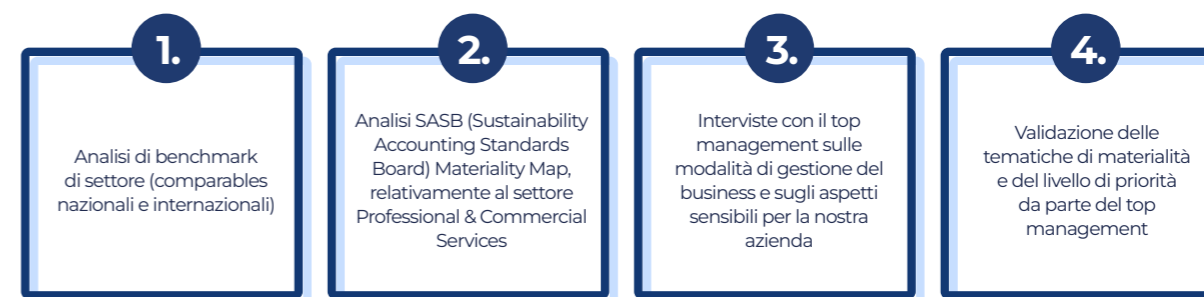 1.
Analisi di benchmark
di settore (comparables
nazionali e internazionali)
2.
Analisi SASB (Sustainability
Accounting Standards
Board) Materiality Map,
relativamente al settore
Professional & Commercial
Services
3.
Interviste con il top
management sulle
modalità di gestione del
business e sugli aspetti
sensibili per la nostra
azienda
4.
Validazione delle
tematiche di materialità
e del livello di priorità
da parte del top
management